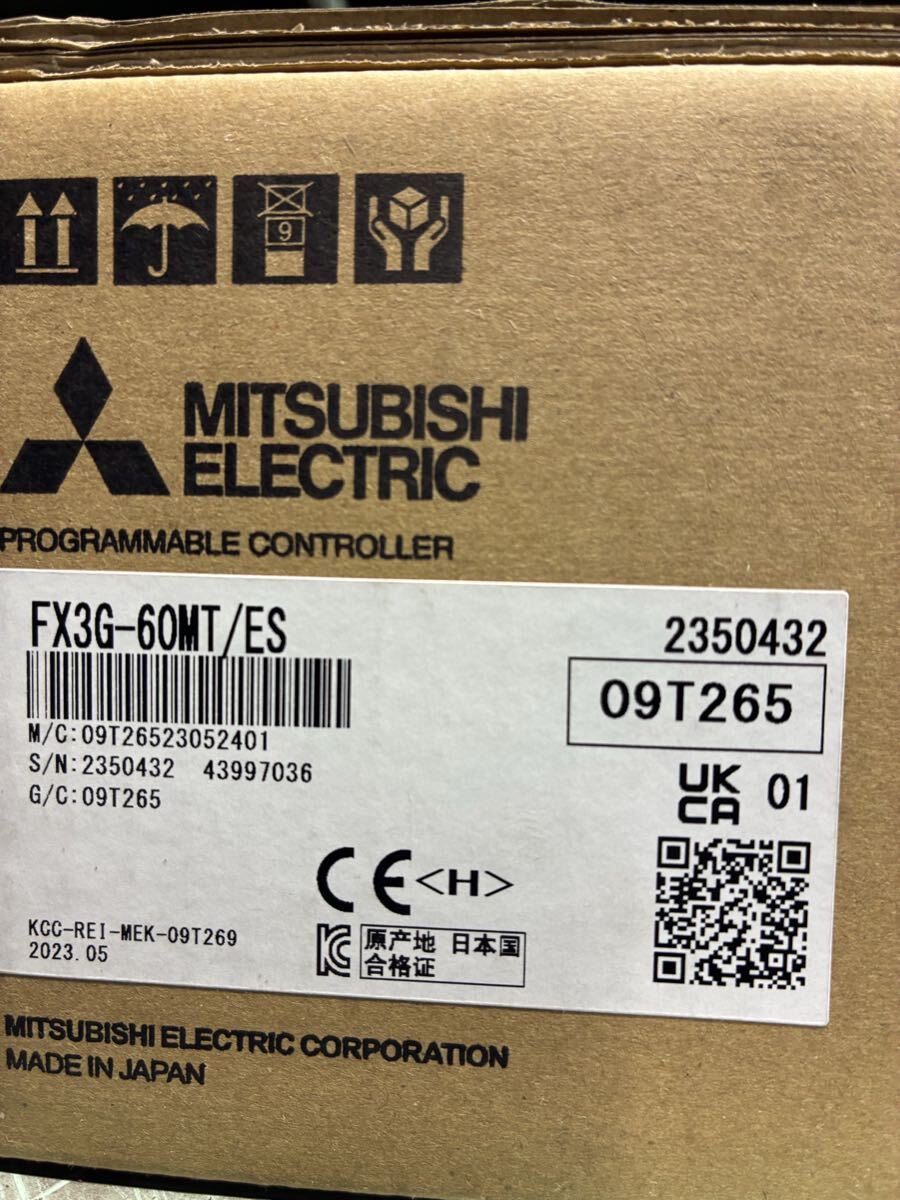 9
MITSUBISHI
ELECTRIC
PROGRAMMABLE CONTROLLER
FX3G-60MT/ES
2350432
09T265
M/C:09T26523052401
S/N:2350432 43997036
G/C:09T265
UK
CA
01
CE<H>
KCC-REI-MEK-09T269
2023.05
KC
原产地 日本国
合格证
MITSUBISHI ELECTRIC CORPORATION
MADE IN JAPAN